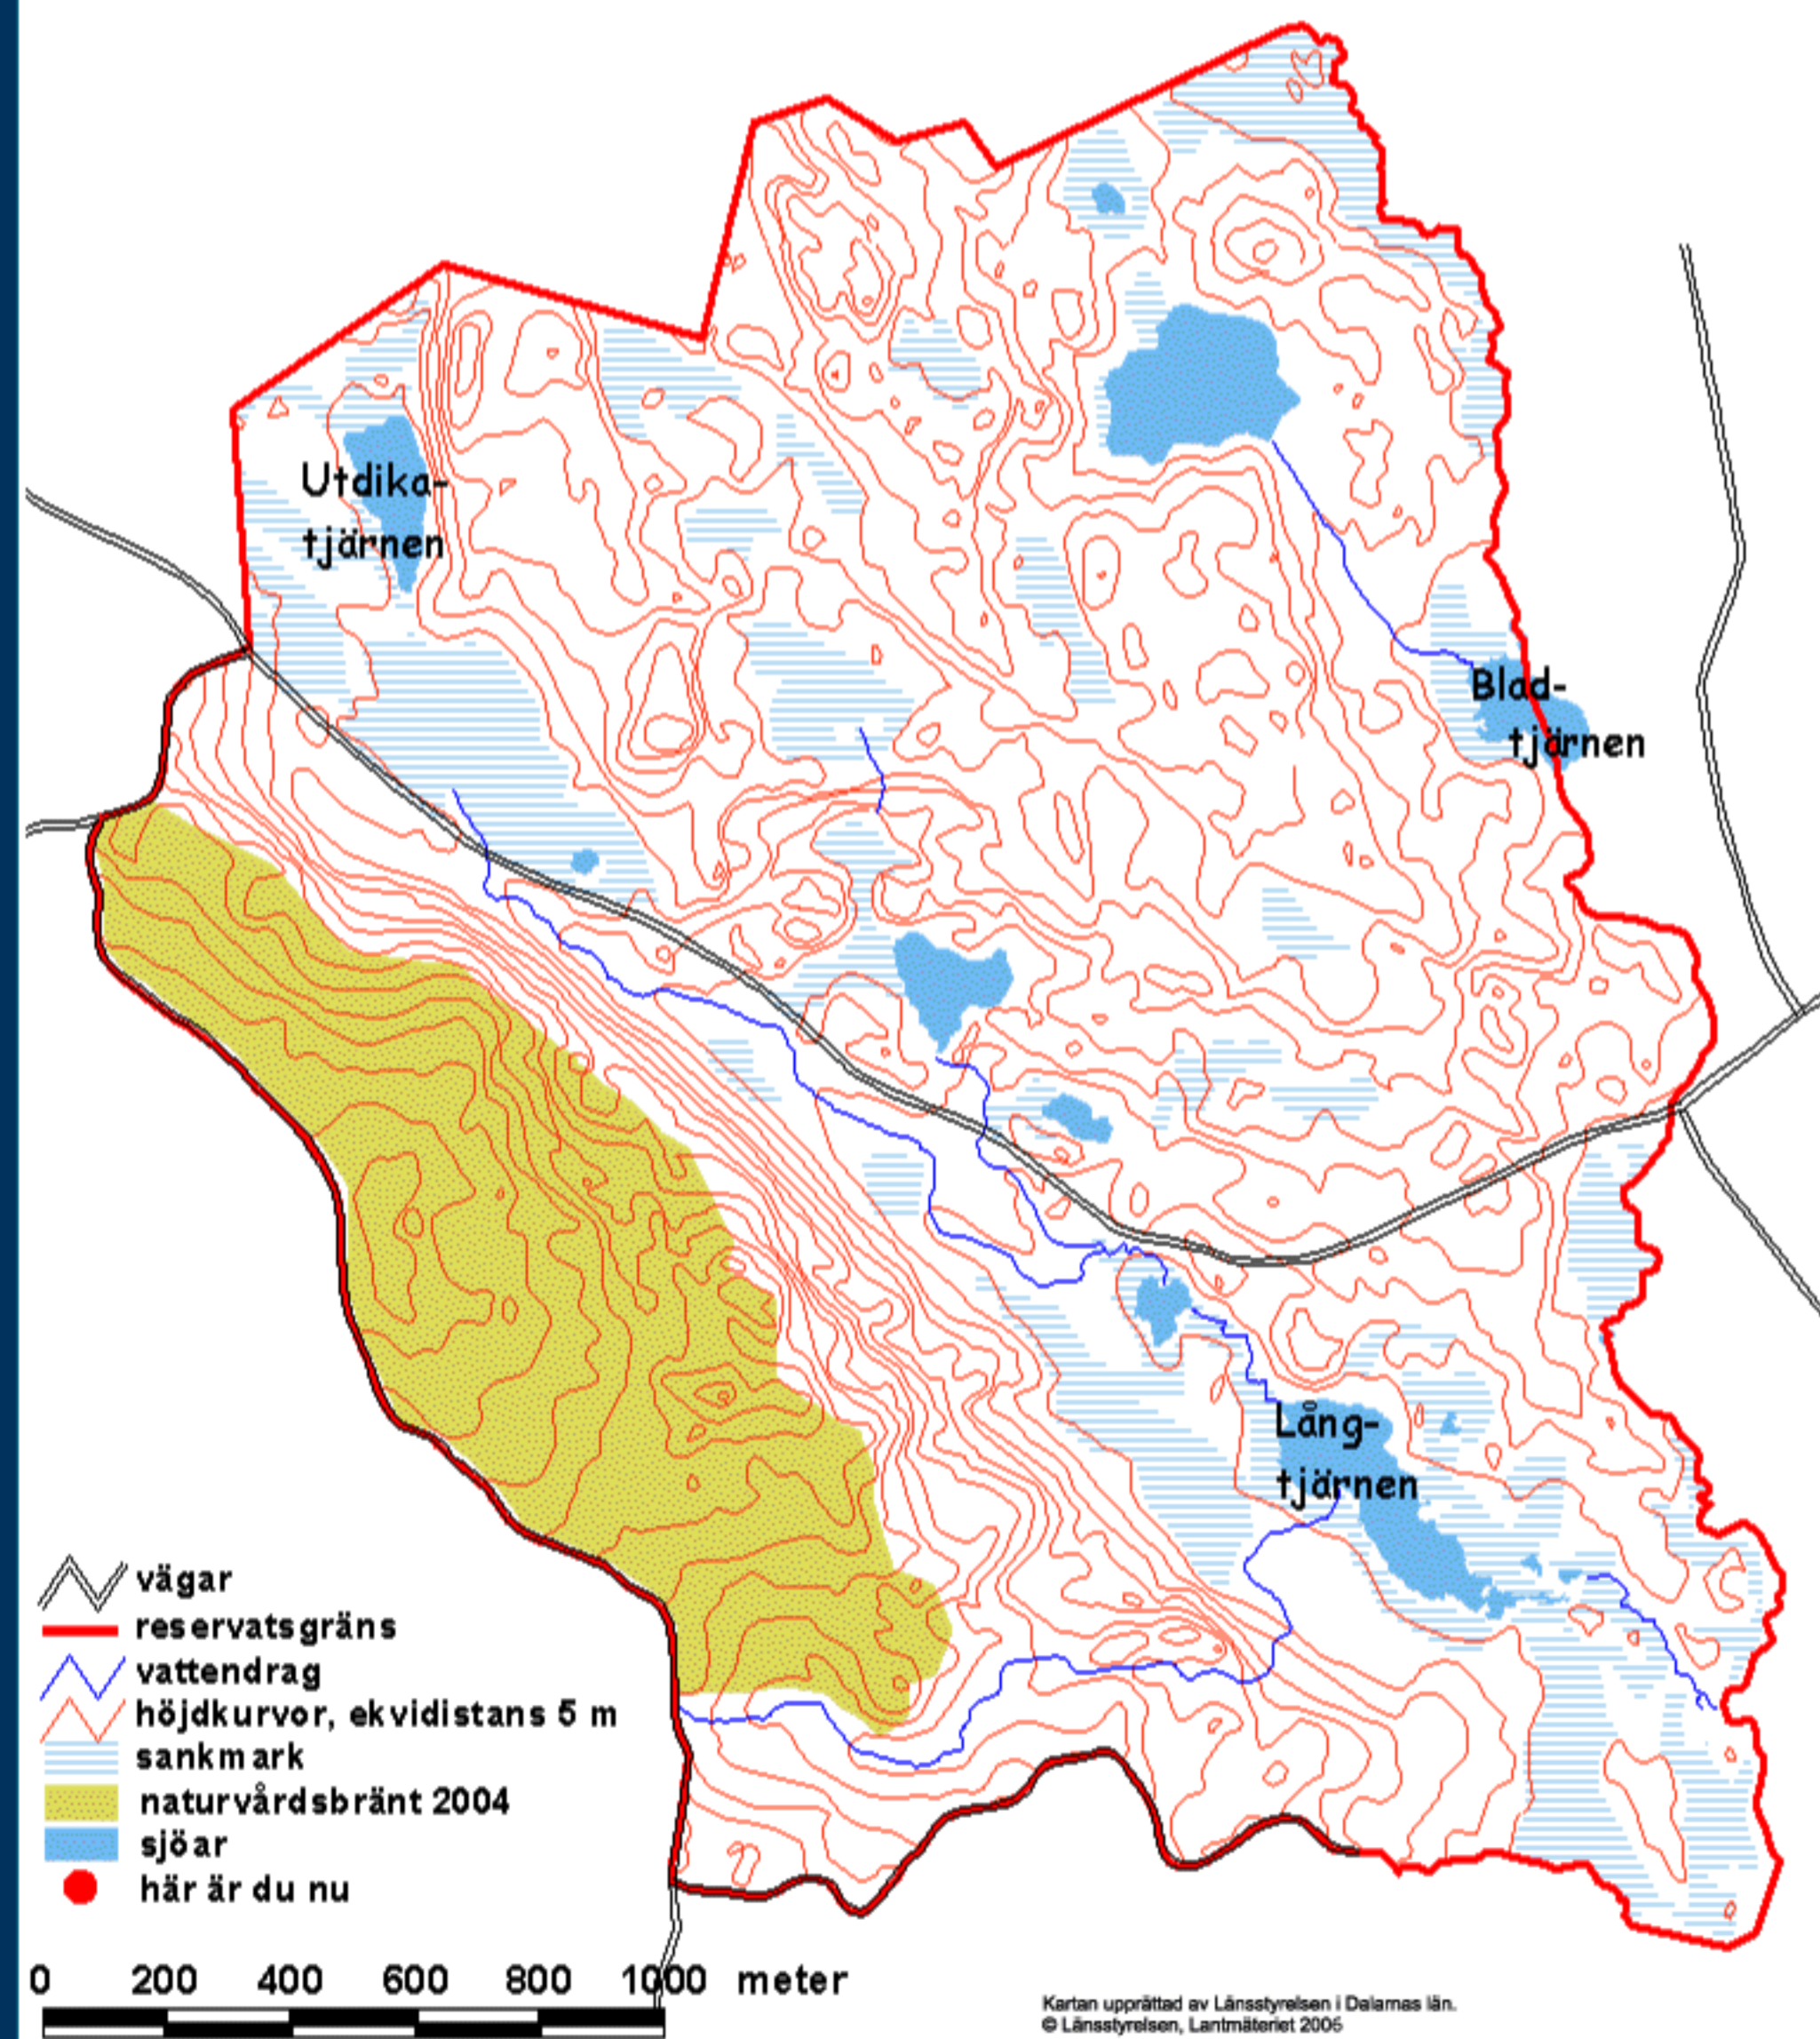 Utdika-
tjärnen
Blad-
tjärnen
Lång-
tjärnen
vägar
reservatsgräns
vattendrag
höjdkurvor, ekvidistans 5 m
sankmark
naturvårdsbränt 2004
sjöar
här är du nu
0 200 400 600 800 1000 meter
Kartan upprättad av Länsstyrelsen i Dalarnas län.
© Länsstyrelsen, Lantmäteriet 2006